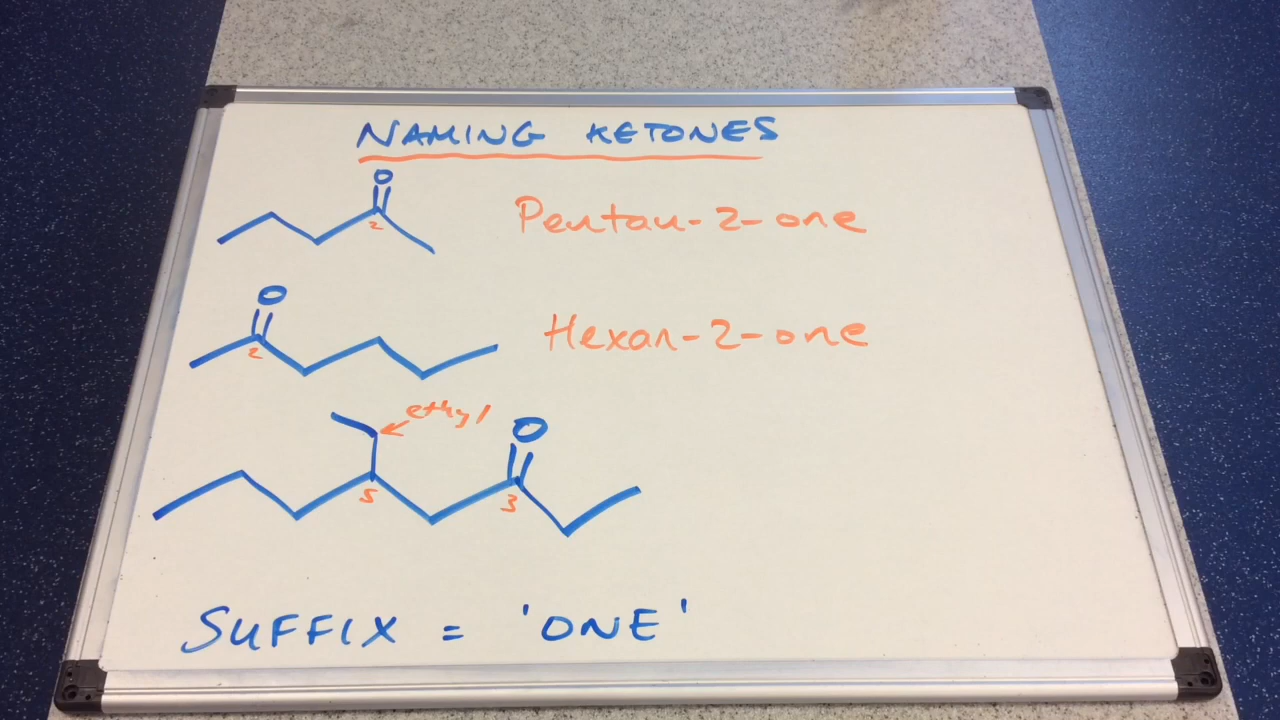 NAMING KETONES
O
2
Pentan-2-one
O
2
Hexan-2-one
ethyl
O
5
3
SUFFIX = 'ONE'